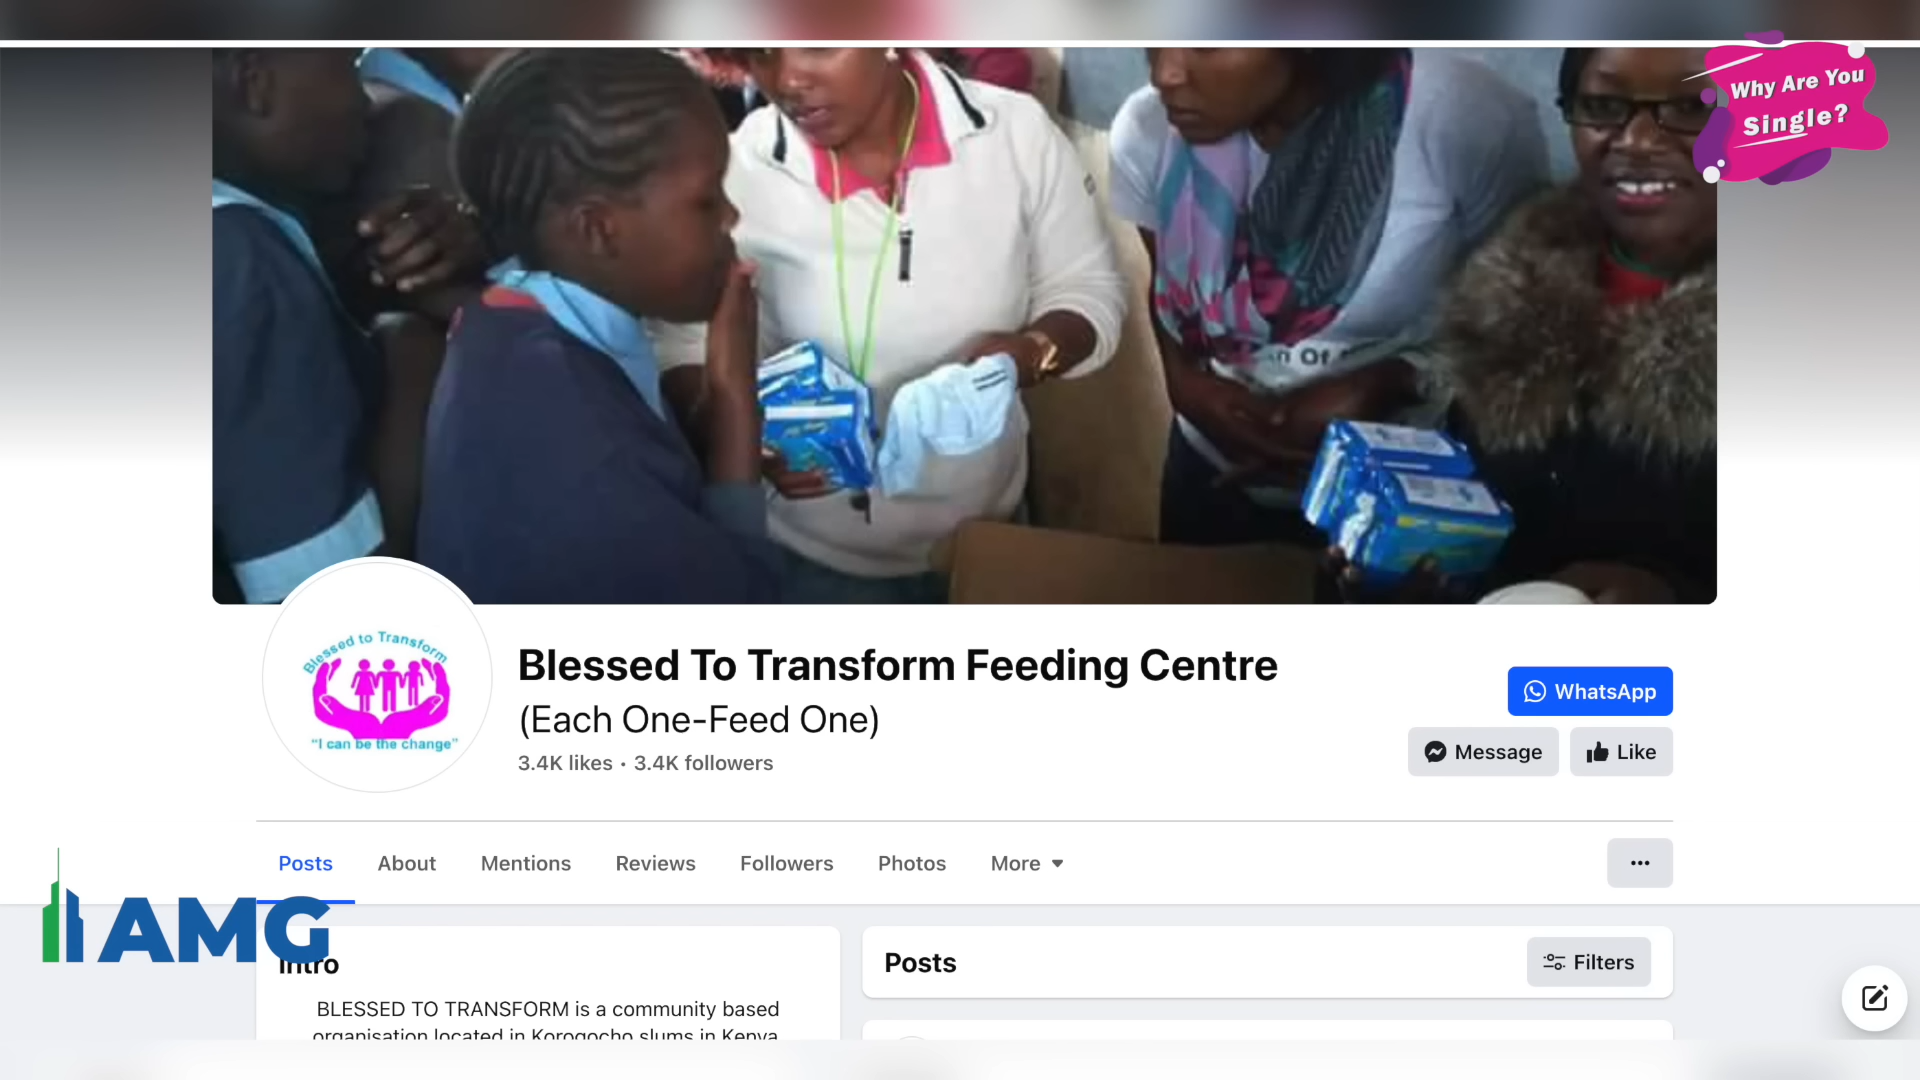 Why Are You
Single?
Blessed to Transform
"I can be the change"
Blessed To Transform Feeding Centre
(Each One-Feed One)
3.4K likes • 3.4K followers
WhatsApp
Message
Like
Posts
About
Mentions
Reviews
Followers
Photos
More
AMG
Intro
Posts
Filters
BLESSED TO TRANSFORM is a community based
organisation located in Korogocho slums in Kenya